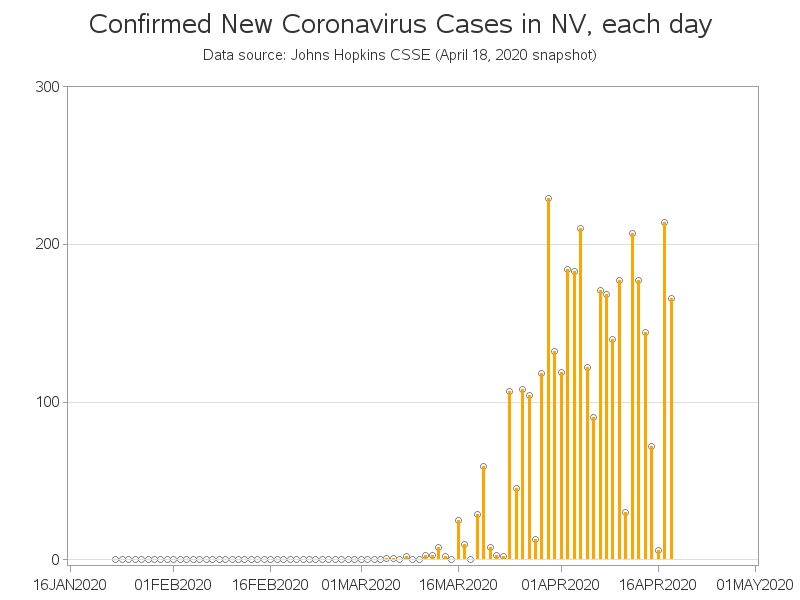 Confirmed New Coronavirus Cases in NV, each day
Data source: Johns Hopkins CSSE (April 18, 2020 snapshot)
300
200
100
0
16JAN2020 01FEB2020 16FEB2020 01MAR2020 16MAR2020 01APR2020 16APR2020 01MAY2020